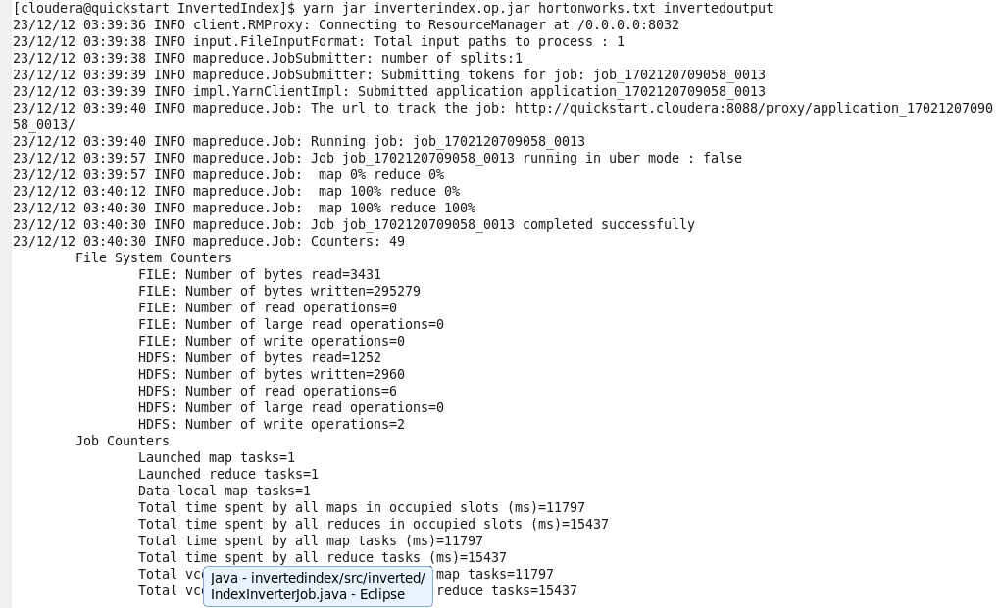 [cloudera@quickstart InvertedIndex]$ yarn jar inverterindex.op.jar hortonworks.txt invertedoutput
23/12/12 03:39:36 INFO client.RMProxy: Connecting to ResourceManager at /0.0.0.0:8032
23/12/12 03:39:38 INFO input.FileInputFormat: Total input paths to process : 1
23/12/12 03:39:38 INFO mapreduce.JobSubmitter: number of splits:1
23/12/12 03:39:39 INFO mapreduce.JobSubmitter: Submitting tokens for job: job_1702120709058_0013
23/12/12 03:39:39 INFO impl.YarnClientImpl: Submitted application application_1702120709058_0013
23/12/12 03:39:40 INFO mapreduce.Job: The url to track the job: http://quickstart.cloudera:8088/proxy/application_17021207090
58_0013/
23/12/12 03:39:40 INFO mapreduce.Job: Running job: job_1702120709058_0013
23/12/12 03:39:57 INFO mapreduce.Job: Job job_1702120709058_0013 running in uber mode : false
23/12/12 03:39:57 INFO mapreduce.Job:  map 0% reduce 0%
23/12/12 03:40:12 INFO mapreduce.Job:  map 100% reduce 0%
23/12/12 03:40:30 INFO mapreduce.Job:  map 100% reduce 100%
23/12/12 03:40:30 INFO mapreduce.Job: Job job_1702120709058_0013 completed successfully
23/12/12 03:40:30 INFO mapreduce.Job: Counters: 49
File System Counters
FILE: Number of bytes read=3431
FILE: Number of bytes written=295279
FILE: Number of read operations=0
FILE: Number of large read operations=0
FILE: Number of write operations=0
HDFS: Number of bytes read=1252
HDFS: Number of bytes written=2960
HDFS: Number of read operations=6
HDFS: Number of large read operations=0
HDFS: Number of write operations=2
Job Counters
Launched map tasks=1
Launched reduce tasks=1
Data-local map tasks=1
Total time spent by all maps in occupied slots (ms)=11797
Total time spent by all reduces in occupied slots (ms)=15437
Total time spent by all map tasks (ms)=11797
Total time spent by all reduce tasks (ms)=15437
Total map tasks=11797
Total reduce tasks=15437
Java - invertedindex/src/inverted/
IndexInverterJob.java - Eclipse